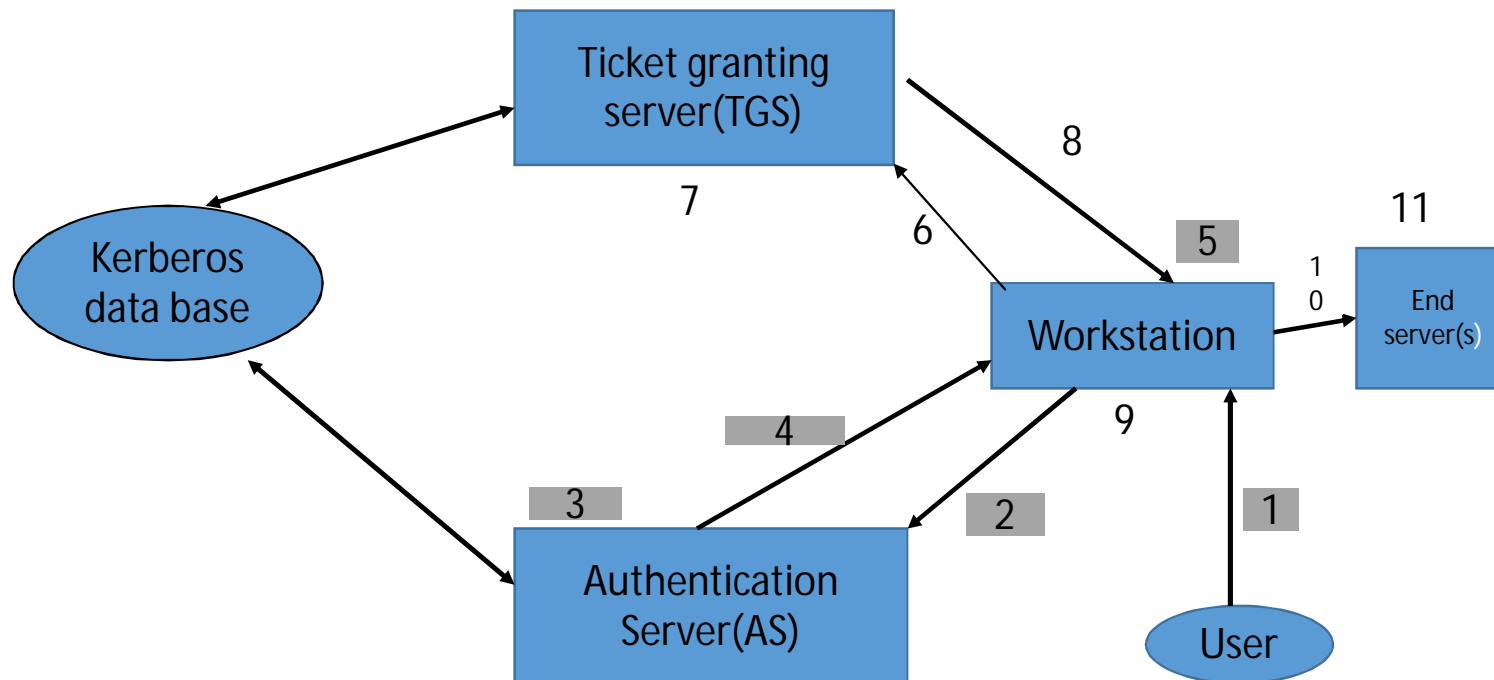 Ticket granting
server(TGS)
8
7
6
11
5
1
0
Kerberos
data base
End
server(s)
Workstation
4
9
3
2
1
Authentication
Server(AS)
User